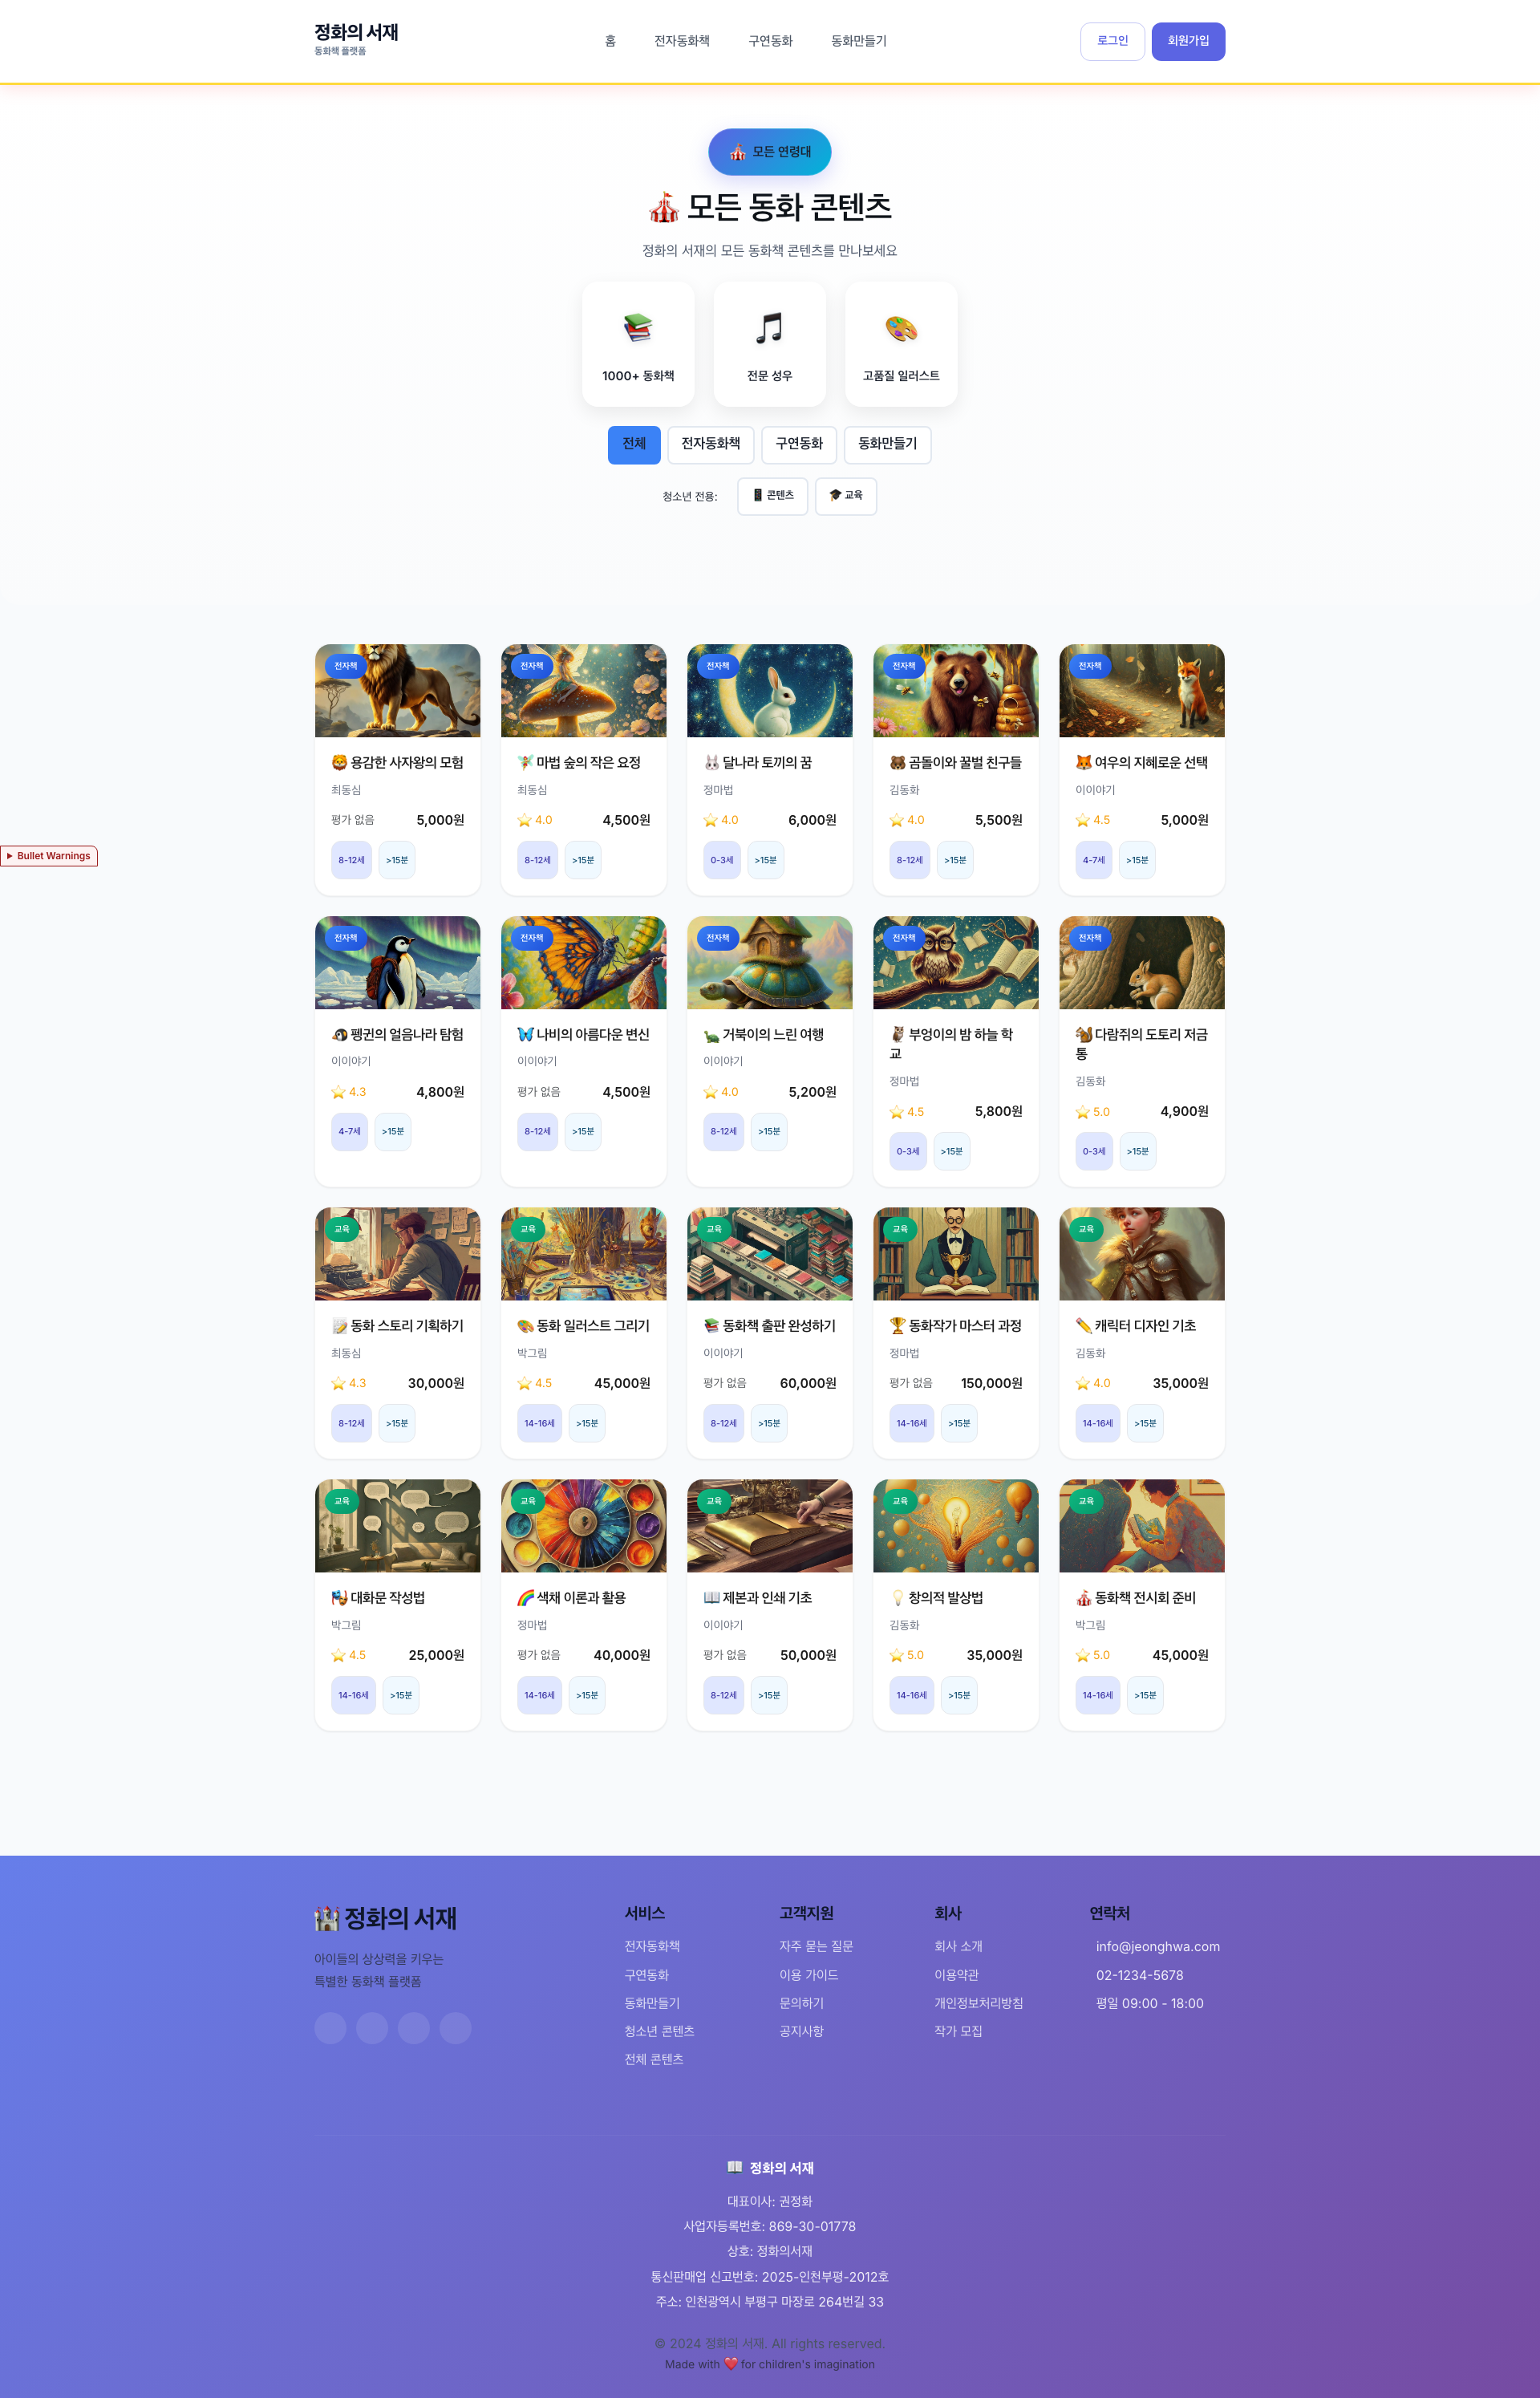 정화의 서재
동화책 플랫폼
홈
전자동화책
구연동화
동화만들기
로그인
회원가입
🎪 모든 연령대
🎪 모든 동화 콘텐츠
정화의 서재의 모든 동화책 콘텐츠를 만나보세요
1000+ 동화책
전문 성우
고품질 일러스트
전체
전자동화책
구연동화
동화만들기
청소년 전용:
📱 콘텐츠
🎓 교육
전자책
🦁 용감한 사자왕의 모험
최동심
평가 없음
5,000원
8-12세
>15분
전자책
🧚 마법 숲의 작은 요정
최동심
⭐ 4.0
4,500원
8-12세
>15분
전자책
🐰 달나라 토끼의 꿈
정마법
⭐ 4.0
6,000원
0-3세
>15분
전자책
🐻 곰돌이와 꿀벌 친구들
김동화
⭐ 4.0
5,500원
8-12세
>15분
전자책
🦊 여우의 지혜로운 선택
이이야기
⭐ 4.5
5,000원
4-7세
>15분
▶ Bullet Warnings
전자책
🐧 펭귄의 얼음나라 탐험
이이야기
⭐ 4.3
4,800원
4-7세
>15분
전자책
🦋 나비의 아름다운 변신
이이야기
평가 없음
4,500원
8-12세
>15분
전자책
🐢 거북이의 느린 여행
이이야기
⭐ 4.0
5,200원
8-12세
>15분
전자책
🦉 부엉이의 밤 하늘 학
교
정마법
⭐ 4.5
5,800원
0-3세
>15분
전자책
🐿️ 다람쥐의 도토리 저금
통
김동화
⭐ 5.0
4,900원
0-3세
>15분
교육
📝 동화 스토리 기획하기
최동심
⭐ 4.3
30,000원
8-12세
>15분
교육
🎨 동화 일러스트 그리기
박그림
⭐ 4.5
45,000원
14-16세
>15분
교육
📚 동화책 출판 완성하기
이이야기
평가 없음
60,000원
8-12세
>15분
교육
🏆 동화작가 마스터 과정
정마법
평가 없음
150,000원
14-16세
>15분
교육
✏️ 캐릭터 디자인 기초
김동화
⭐ 4.0
35,000원
14-16세
>15분
교육
🎭 대화문 작성법
박그림
⭐ 4.5
25,000원
14-16세
>15분
교육
🌈 색채 이론과 활용
정마법
평가 없음
40,000원
14-16세
>15분
교육
📖 제본과 인쇄 기초
이이야기
평가 없음
50,000원
8-12세
>15분
교육
💡 창의적 발상법
김동화
⭐ 5.0
35,000원
14-16세
>15분
교육
🎪 동화책 전시회 준비
박그림
⭐ 5.0
45,000원
14-16세
>15분
🏰 정화의 서재
아이들의 상상력을 키우는
특별한 동화책 플랫폼
서비스
전자동화책
구연동화
동화만들기
청소년 콘텐츠
전체 콘텐츠
고객지원
자주 묻는 질문
이용 가이드
문의하기
공지사항
회사
회사 소개
이용약관
개인정보처리방침
작가 모집
연락처
info@jeonghwa.com
02-1234-5678
평일 09:00 - 18:00
📖 정화의 서재
대표이사: 권정화
사업자등록번호: 869-30-01778
상호: 정화의서재
통신판매업 신고번호: 2025-인천부평-2012호
주소: 인천광역시 부평구 마장로 264번길 33
© 2024 정화의 서재. All rights reserved.
Made with ❤️ for children's imagination